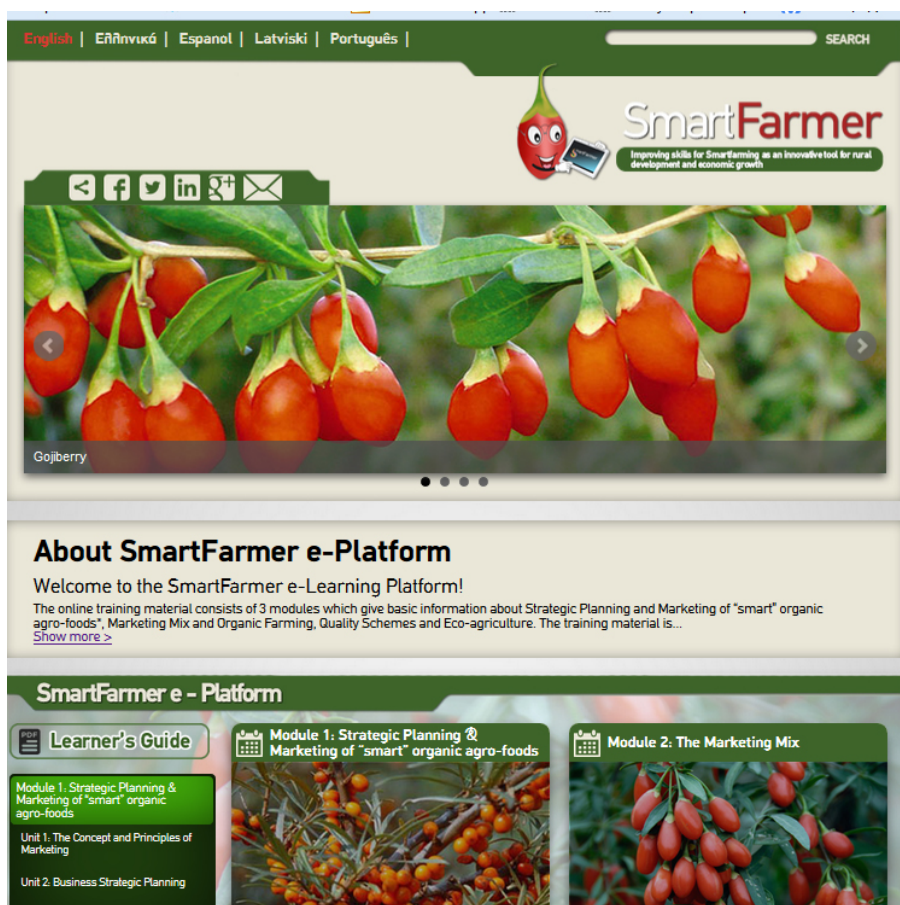 English | Ελληνικά | Espanol | Latviski | Português |
SEARCH
SmartFarmer
Improving skills for Smartfarming as an innovative tool for rural
development and economic growth
Gojiberry
About SmartFarmer e-Platform
Welcome to the SmartFarmer e-Learning Platform!
The online training material consists of 3 modules which give basic information about Strategic Planning and Marketing of “smart” organic
agro-foods*, Marketing Mix and Organic Farming, Quality Schemes and Eco-agriculture. The training material is...
Show more >
SmartFarmer e - Platform
PDF
Learner's Guide
Module 1: Strategic Planning &
Marketing of “smart” organic
agro-foods
Unit 1: The Concept and Principles of
Marketing
Unit 2: Business Strategic Planning
Module 1: Strategic Planning &
Marketing of “smart” organic agro-foods
Module 2: The Marketing Mix